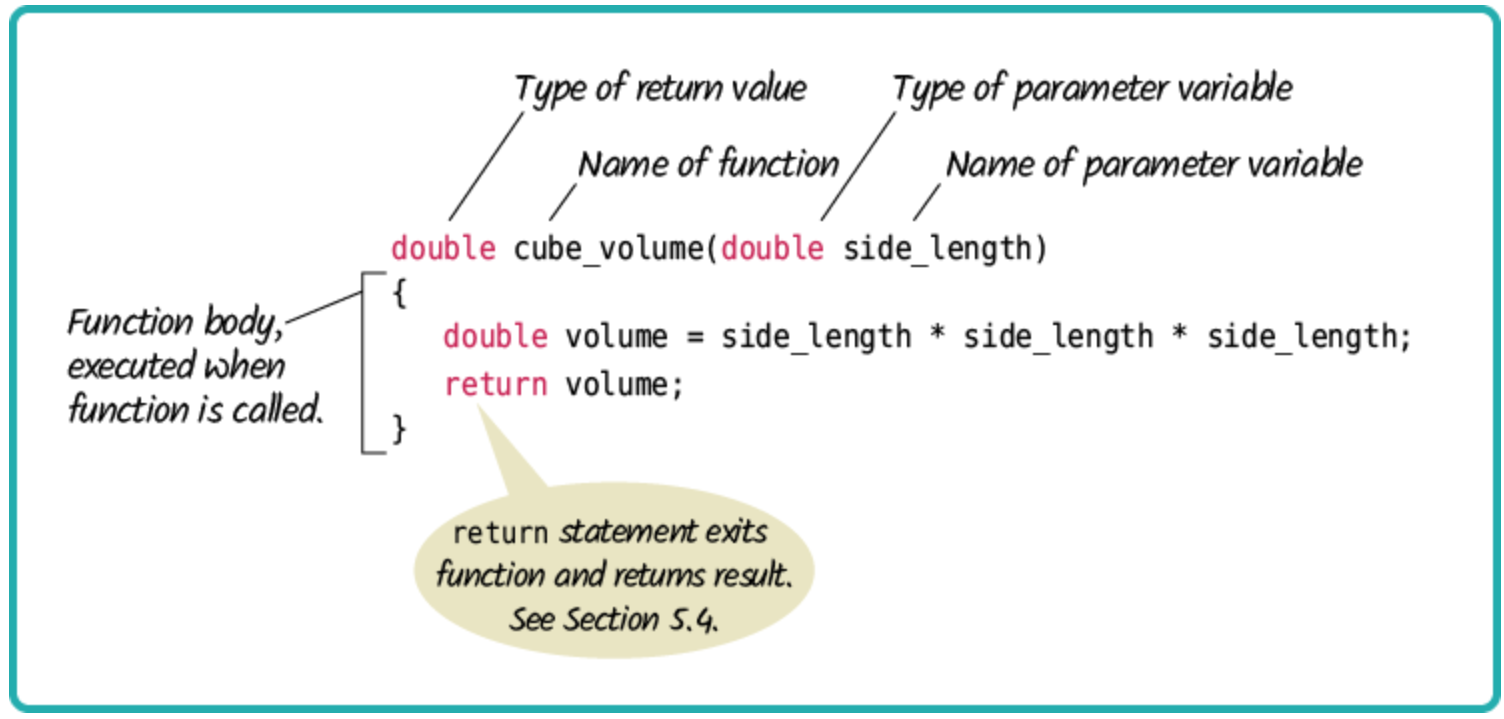 Type of return value
Type of parameter variable
Name of function
Name of parameter variable
double cube_volume(double side_length)
{
Function body,
executed when
function is called.
double volume = side_length * side_length * side_length;
return volume;
}
return statement exits
function and returns result.
See Section 5.4.